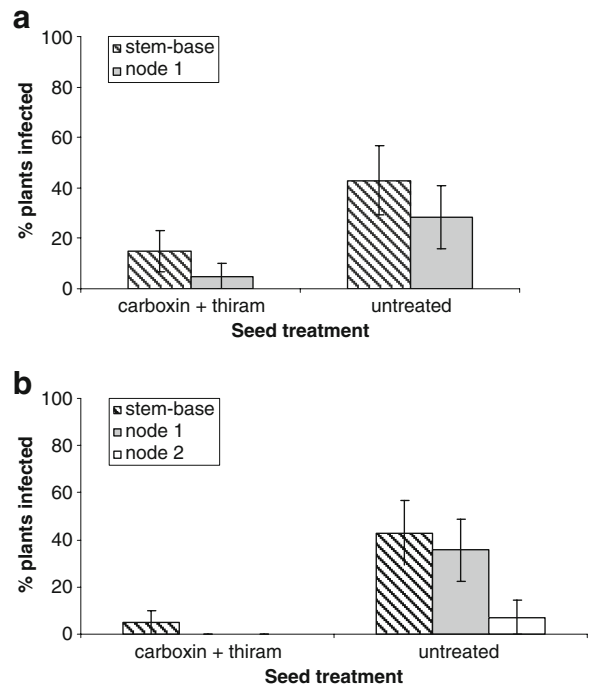 a
100
80
60
40
20
0
% plants infected
stem-base
node 1
carboxin + thiram untreated
Seed treatment
b
100
80
60
40
20
0
% plants infected
stem-base
node 1
node 2
carboxin + thiram untreated
Seed treatment